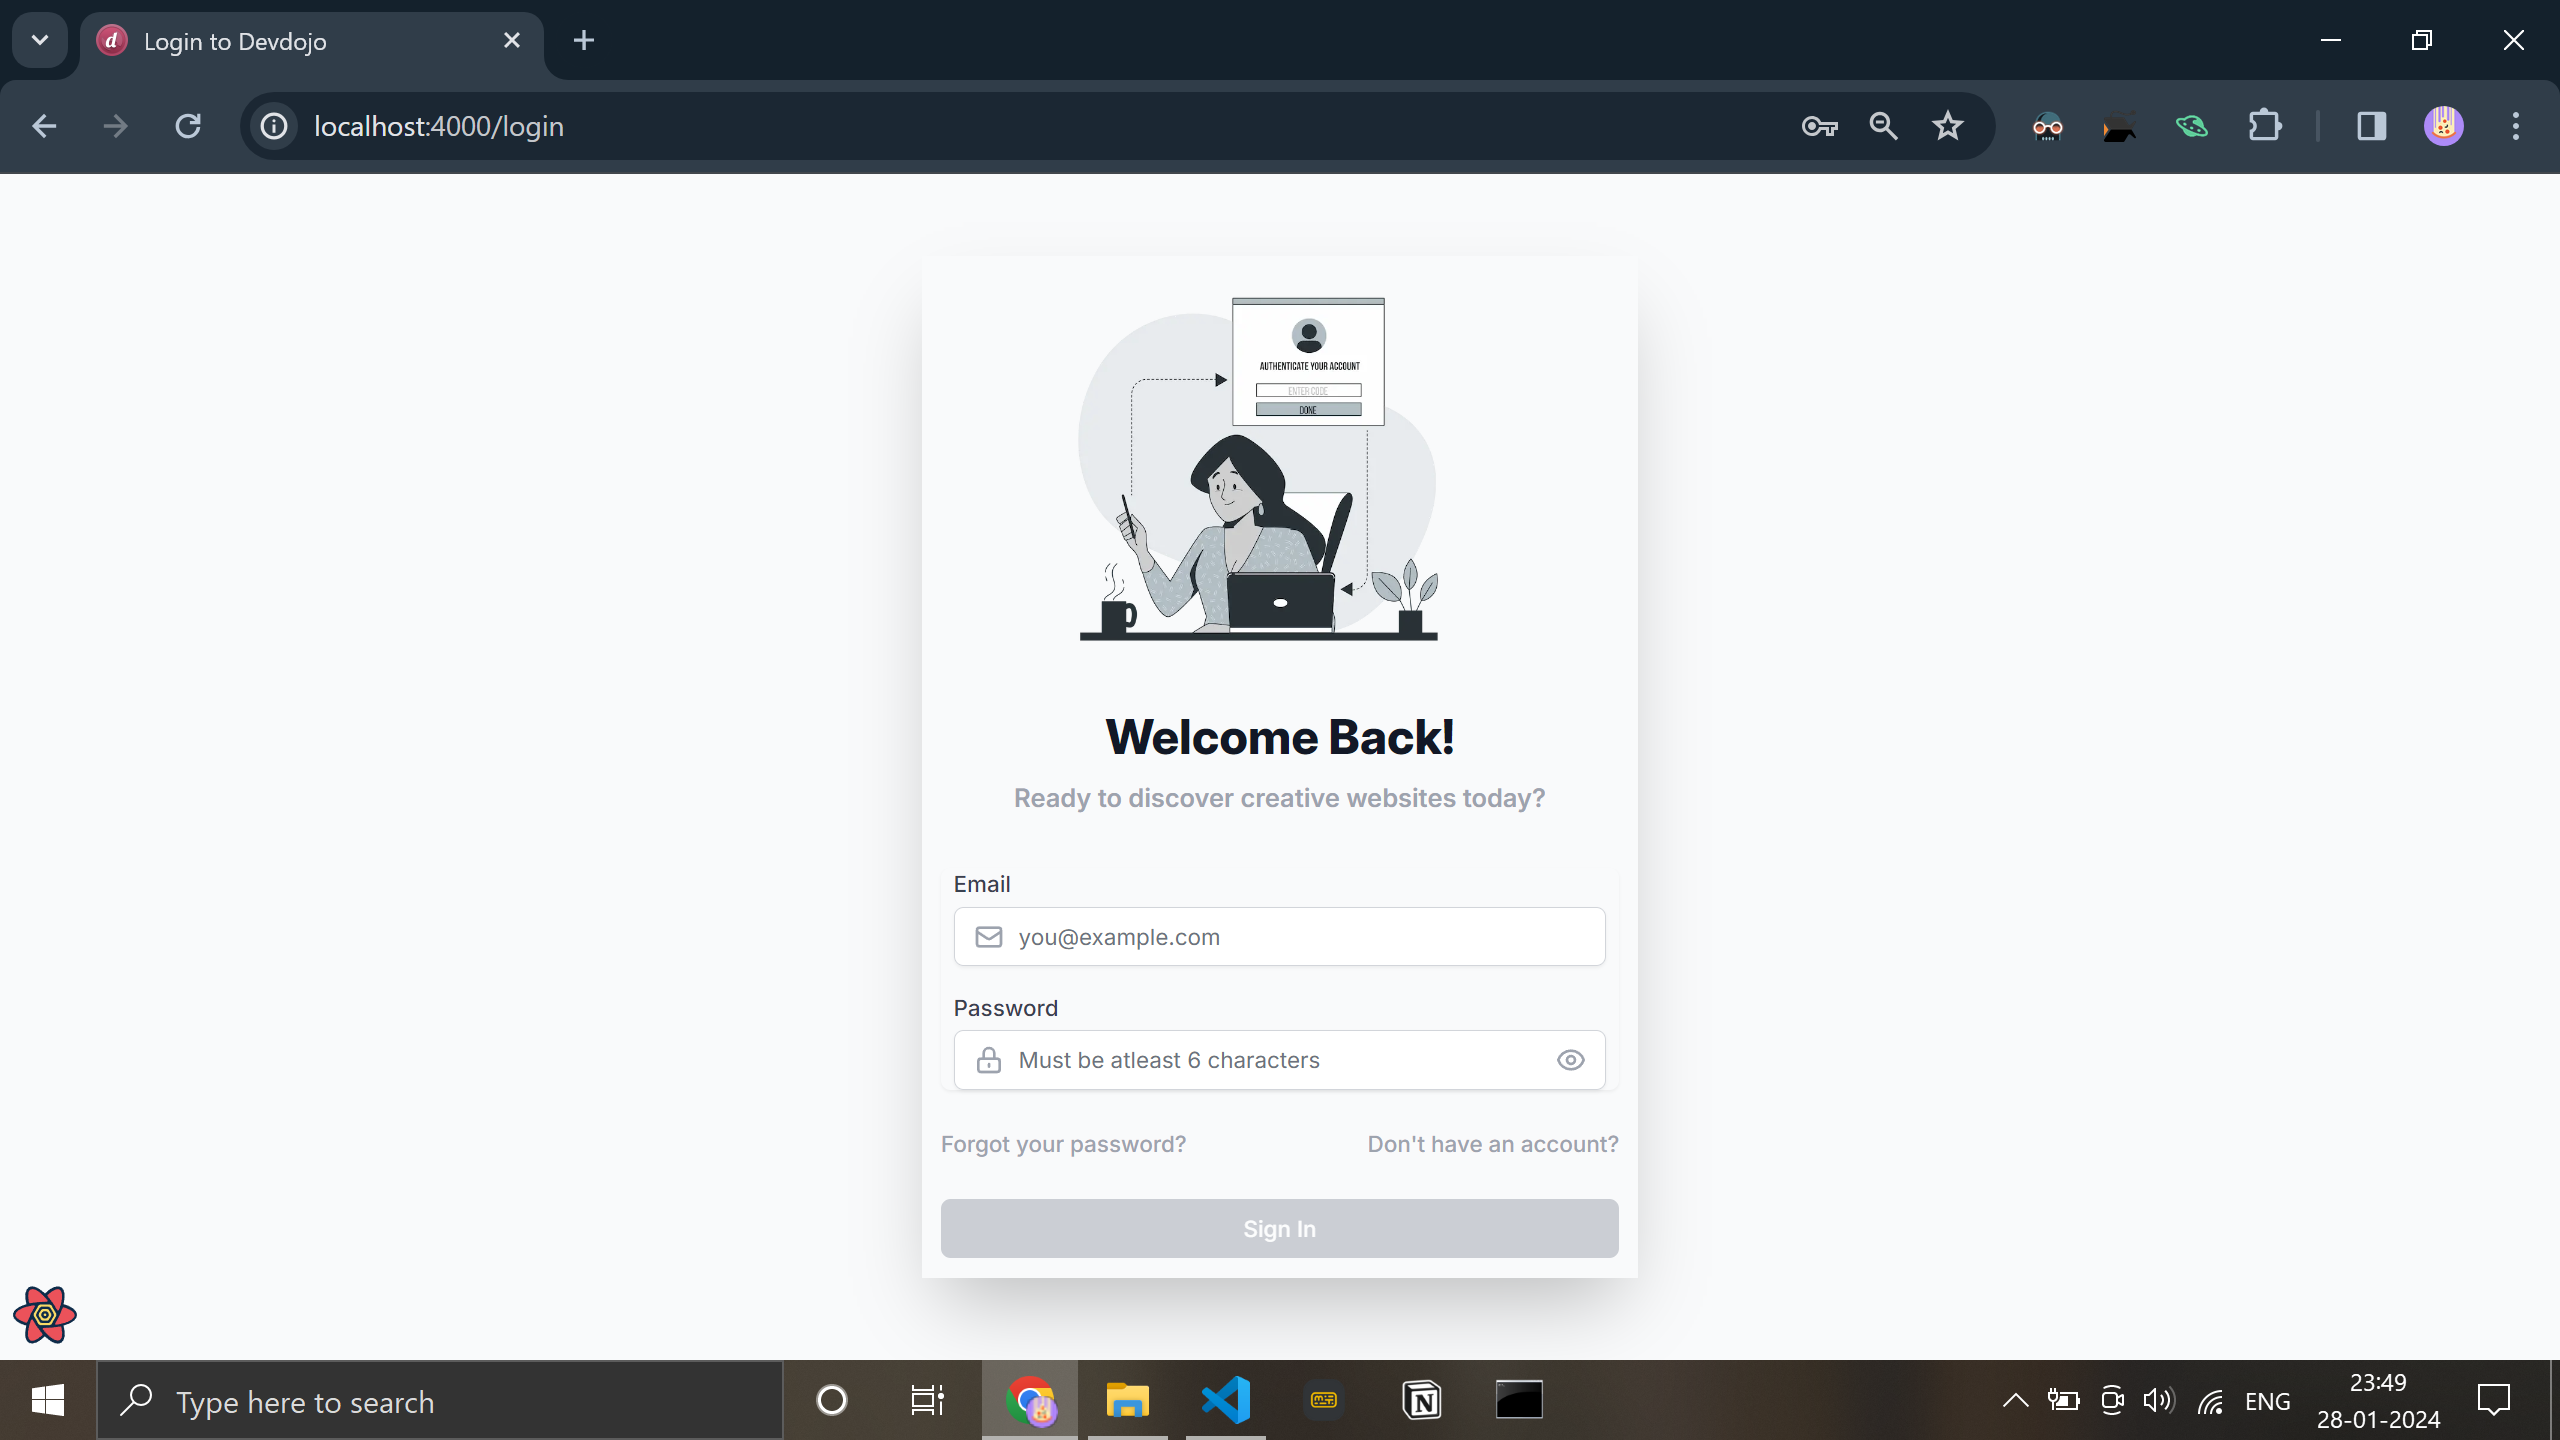 Login to Devdojo
localhost:4000/login
AUTHENTICATE YOUR ACCOUNT
ENTER CODE
DONE
Welcome Back!
Ready to discover creative websites today?
Email
you@example.com
Password
Must be atleast 6 characters
Forgot your password?
Don't have an account?
Sign In
Type here to search
ENG
23:49
28-01-2024